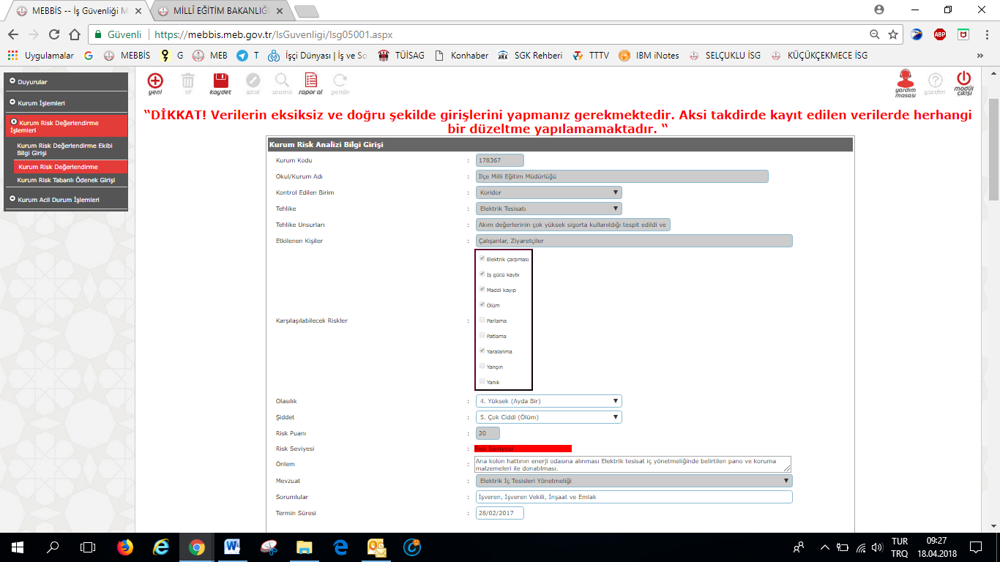 MEBBİS -- İş Güvenliği M
MİLLÎ EĞİTİM BAKANLIĞI
Güvenli
https://mebbis.meb.gov.tr/IsGuvenligi/Isg05001.aspx
Uygulamalar
MEBBİS
G
MEB
T
İşçi Dünyası | İş ve So
TÜİSAG
Konhaber
SGK Rehberi
TTTV
IBM iNotes
SELÇUKLU İSG
KÜÇÜKÇEKMECE İSG
Duyurular
Kurum İşlemleri
Kurum Risk Değerlendirme
İşlemleri
Kurum Risk Değerlendirme Ekibi
Bilgi Girişi
Kurum Risk Değerlendirme
Kurum Risk Tabanlı Ödenek Girişi
Kurum Acil Durum İşlemleri
yeni
sil
kaydet
iptal
arama
rapor al
yenile
yardım
masası
yardım
modül
çıkışı
“DİKKAT! Verilerin eksiksiz ve doğru şekilde girişlerini yapmanız gerekmektedir. Aksi takdirde kayıt edilen verilerde herhangi
bir düzeltme yapılamamaktadır. “
Kurum Risk Analizi Bilgi Girişi
Kurum Kodu : 178367
Okul/Kurum Adı : İlçe Milli Eğitim Müdürlüğü
Kontrol Edilen Birim : Koridor
Tehlike : Elektrik Tesisatı
Tehlike Unsurları : Akım değerlerinin çok yüksek sigorta kullanıldığı tespit edildi ve
Etkilenen Kişiler : Çalışanlar, Ziyaretçiler
Karşılaşılabilecek Riskler :
Elektrik çarpması
İş gücü kaybı
Maddi kayıp
Ölüm
Parlama
Patlama
Yaralanma
Yangın
Yanık
Olasılık : 4. Yüksek (Ayda Bir)
Şiddet : 5. Çok Ciddi (Ölüm)
Risk Puanı : 20
Risk Seviyesi : Risk Seviyesi
Önlem : Ana kolon hattının enerji odasına alınması Elektrik tesisat iç yönetmeliğinde belirtilen pano ve koruma
malzemeleri ile donatılması.
Mevzuat : Elektrik İç Tesisleri Yönetmeliği
Sorumlular : İşveren, İşveren Vekili, İnşaat ve Emlak
Termin Süresi : 28/02/2017
TUR
TRQ
09:27
18.04.2018